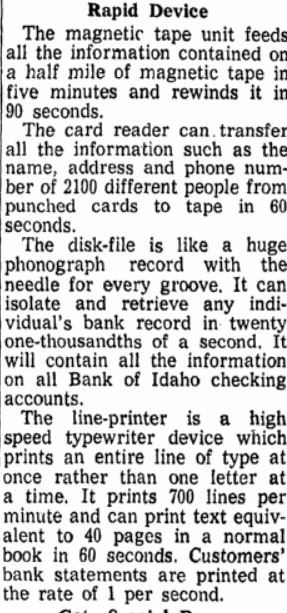 Rapid Device
The magnetic tape unit feeds
all the information contained on
a half mile of magnetic tape in
five minutes and rewinds it in
90 seconds.
The card reader can transfer
all the information such as the
name, address and phone num-
ber of 2100 different people from
punched cards to tape in 60
seconds.
The disk-file is like a huge
phonograph record with the
needle for every groove. It can
isolate and retrieve any indi-
vidual's bank record in twenty
one-thousandths of a second. It
will contain all the information
on all Bank of Idaho checking
accounts.
The line-printer is a high
speed typewriter device which
prints an entire line of type at
once rather than one letter at
a time. It prints 700 lines per
minute and can print text equiv-
alent to 40 pages in a normal
book in 60 seconds. Customers'
bank statements are printed at
the rate of 1 per second.